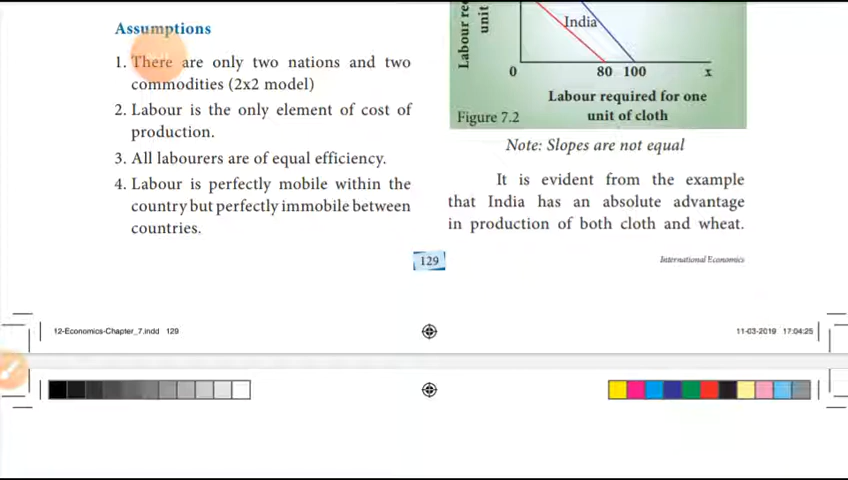 Assumptions
1. There are only two nations and two
commodities (2x2 model)
2. Labour is the only element of cost of
production.
3. All labourers are of equal efficiency.
4. Labour is perfectly mobile within the
country but perfectly immobile between
countries.
Labour re
unit
India
0 80 100 x
Labour required for one
unit of cloth
Figure 7.2
Note: Slopes are not equal
It is evident from the example
that India has an absolute advantage
in production of both cloth and wheat.
129
International Economics
12-Economics-Chapter_7.indd 129
11-03-2019 17:04:25